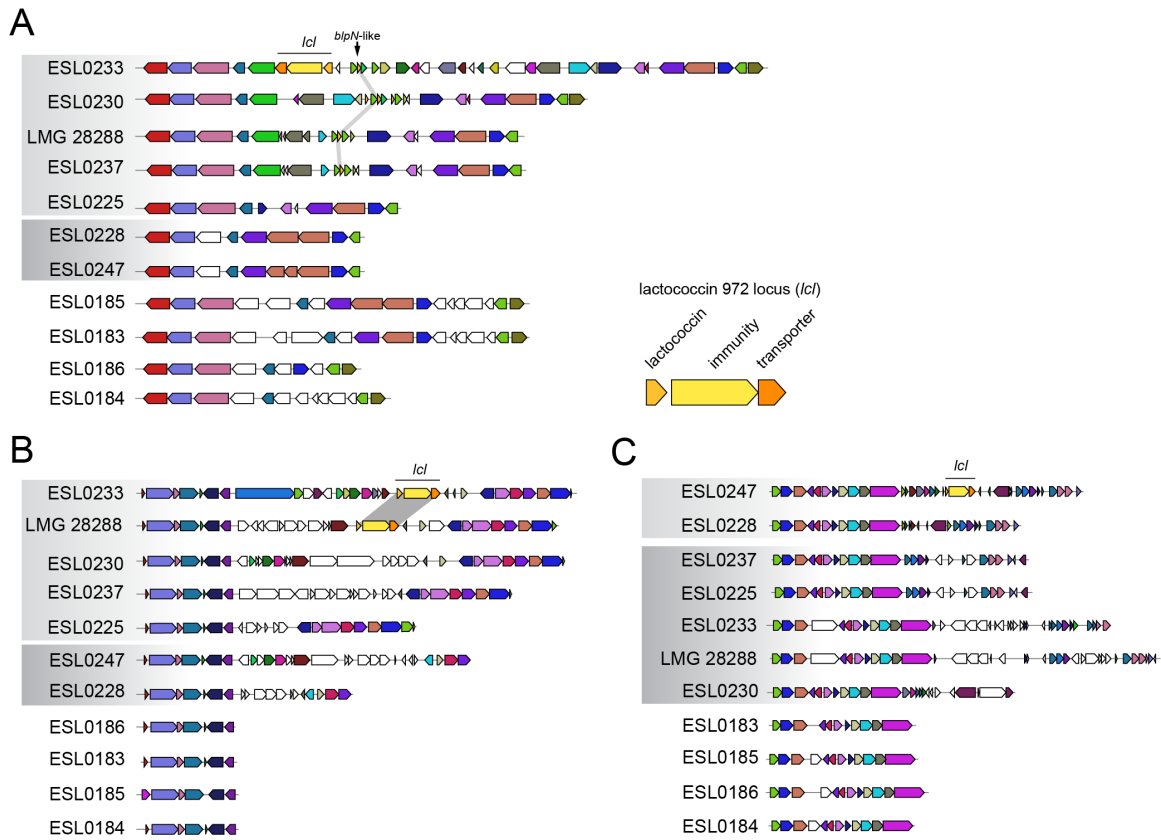 A
lcl
blpN-like
ESL0233
ESL0230
LMG 28288
ESL0237
ESL0225
ESL0228
ESL0247
ESL0185
ESL0183
ESL0186
ESL0184
lactococcin 972 locus (lcl)
lactococcin
immunity
transporter
B
lcl
ESL0233
LMG 28288
ESL0230
ESL0237
ESL0225
ESL0247
ESL0228
ESL0186
ESL0183
ESL0185
ESL0184
C
lcl
ESL0247
ESL0228
ESL0237
ESL0225
ESL0233
LMG 28288
ESL0230
ESL0183
ESL0185
ESL0186
ESL0184